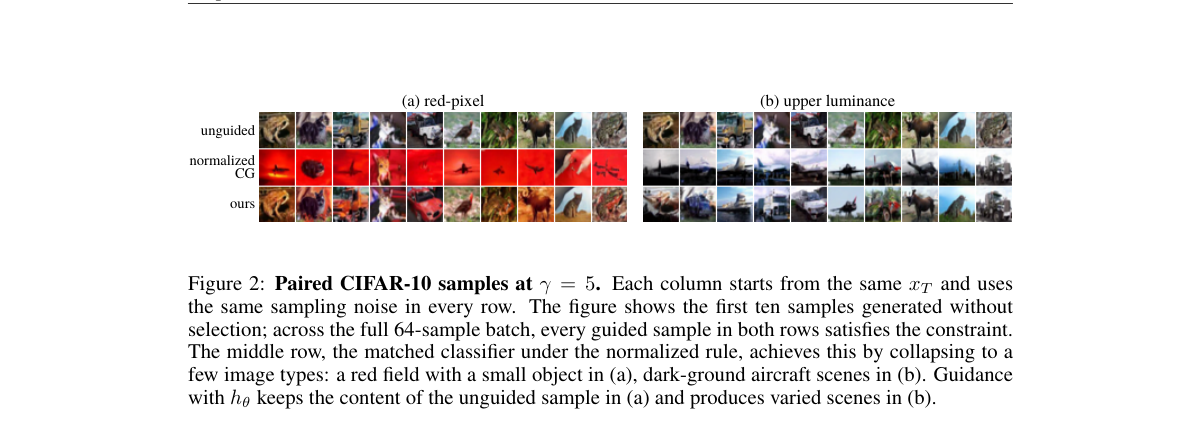 (a) red-pixel
(b) upper luminance
unguided
normalized
CG
ours
Figure 2: Paired CIFAR-10 samples at γ = 5. Each column starts from the same x_T and uses
the same sampling noise in every row. The figure shows the first ten samples generated without
selection; across the full 64-sample batch, every guided sample in both rows satisfies the constraint.
The middle row, the matched classifier under the normalized rule, achieves this by collapsing to a
few image types: a red field with a small object in (a), dark-ground aircraft scenes in (b). Guidance
with h_θ keeps the content of the unguided sample in (a) and produces varied scenes in (b).